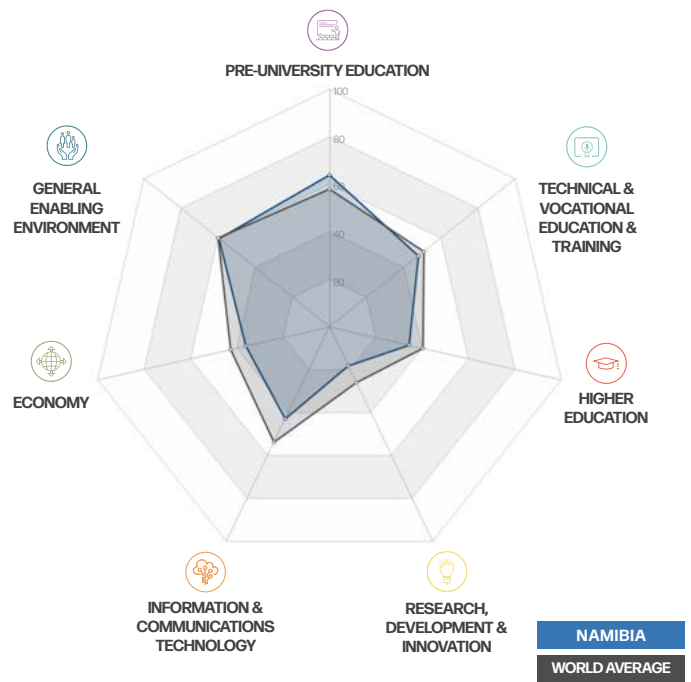 PRE-UNIVERSITY EDUCATION
100
80
60
40
20
GENERAL
ENABLING
ENVIRONMENT
TECHNICAL &
VOCATIONAL
EDUCATION &
TRAINING
ECONOMY
HIGHER
EDUCATION
INFORMATION &
COMMUNICATIONS
TECHNOLOGY
RESEARCH,
DEVELOPMENT &
INNOVATION
NAMIBIA
WORLD AVERAGE